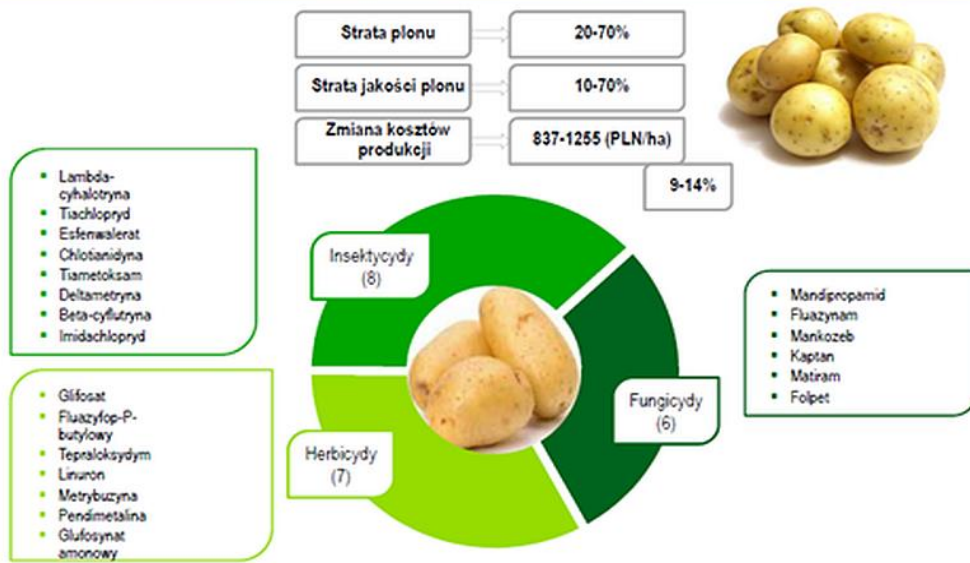 Strata plonu
20-70%
Strata jakości plonu
10-70%
Zmiana kosztów
produkcji
837-1255 (PLN/ha)
9-14%
Lambda-
cyhalotryna
Tiachlopryd
Esfenwalerat
Chlotianidyna
Tiametoksam
Deltametryna
Beta-cyflutryna
Imidachlopryd
Insektycydy
(8)
Mandipropamid
Fluazynam
Mankozeb
Kaptan
Matiram
Folpet
Fungicydy
(6)
Glifosat
Fluazyfop-P-
butylowy
Tepraloksydym
Linuron
Metrybuzyna
Pendimetalina
Glufosynat
amonowy
Herbicydy
(7)